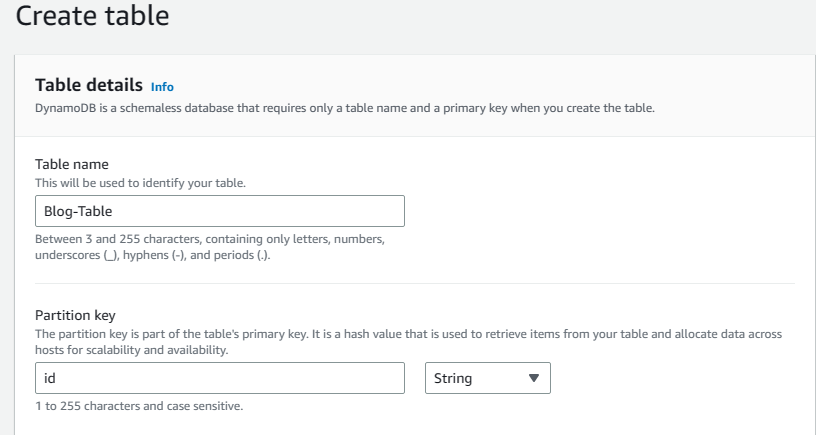 Create table
Table details Info
DynamoDB is a schemaless database that requires only a table name and a primary key when you create the table.
Table name
This will be used to identify your table.
Blog-Table
Between 3 and 255 characters, containing only letters, numbers,
underscores (_), hyphens (-), and periods (.).
Partition key
The partition key is part of the table's primary key. It is a hash value that is used to retrieve items from your table and allocate data across
hosts for scalability and availability.
id String
1 to 255 characters and case sensitive.